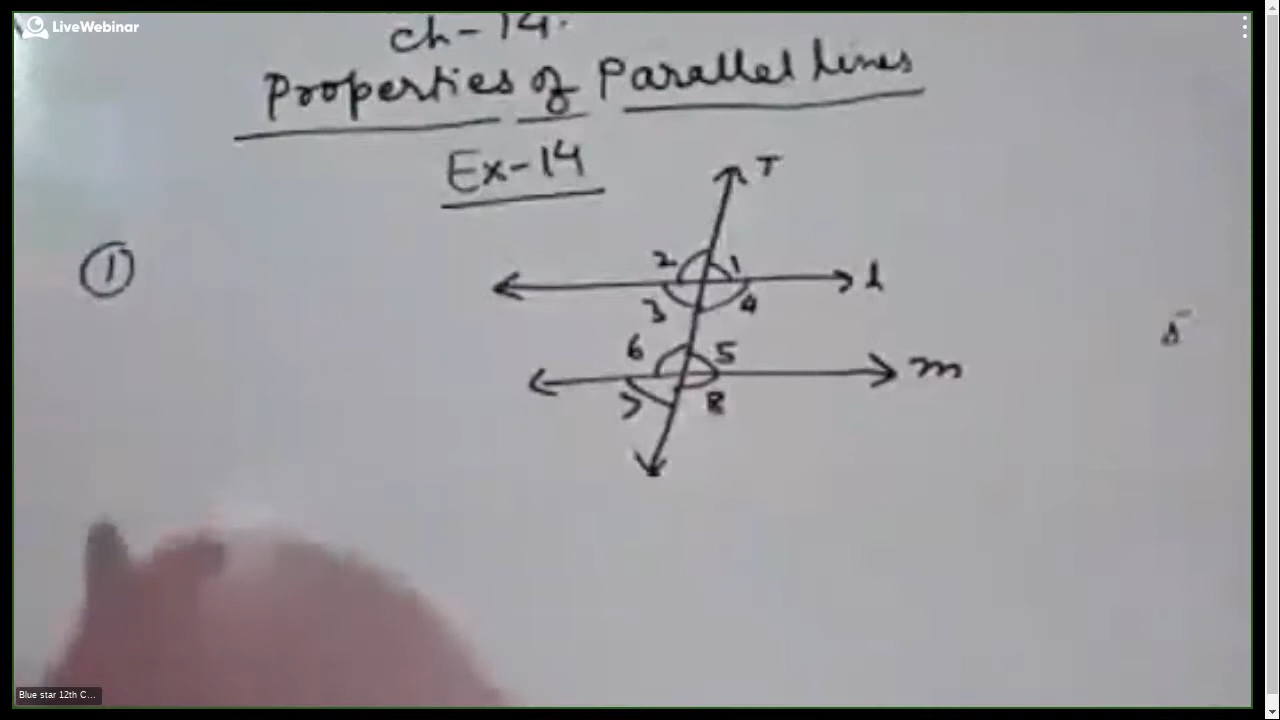 LiveWebinar
ch-14.
Properties of Parallel lines
Ex-14
T
①
2 1
l
3 4
6 5
m
7 8
Blue star 12th C...